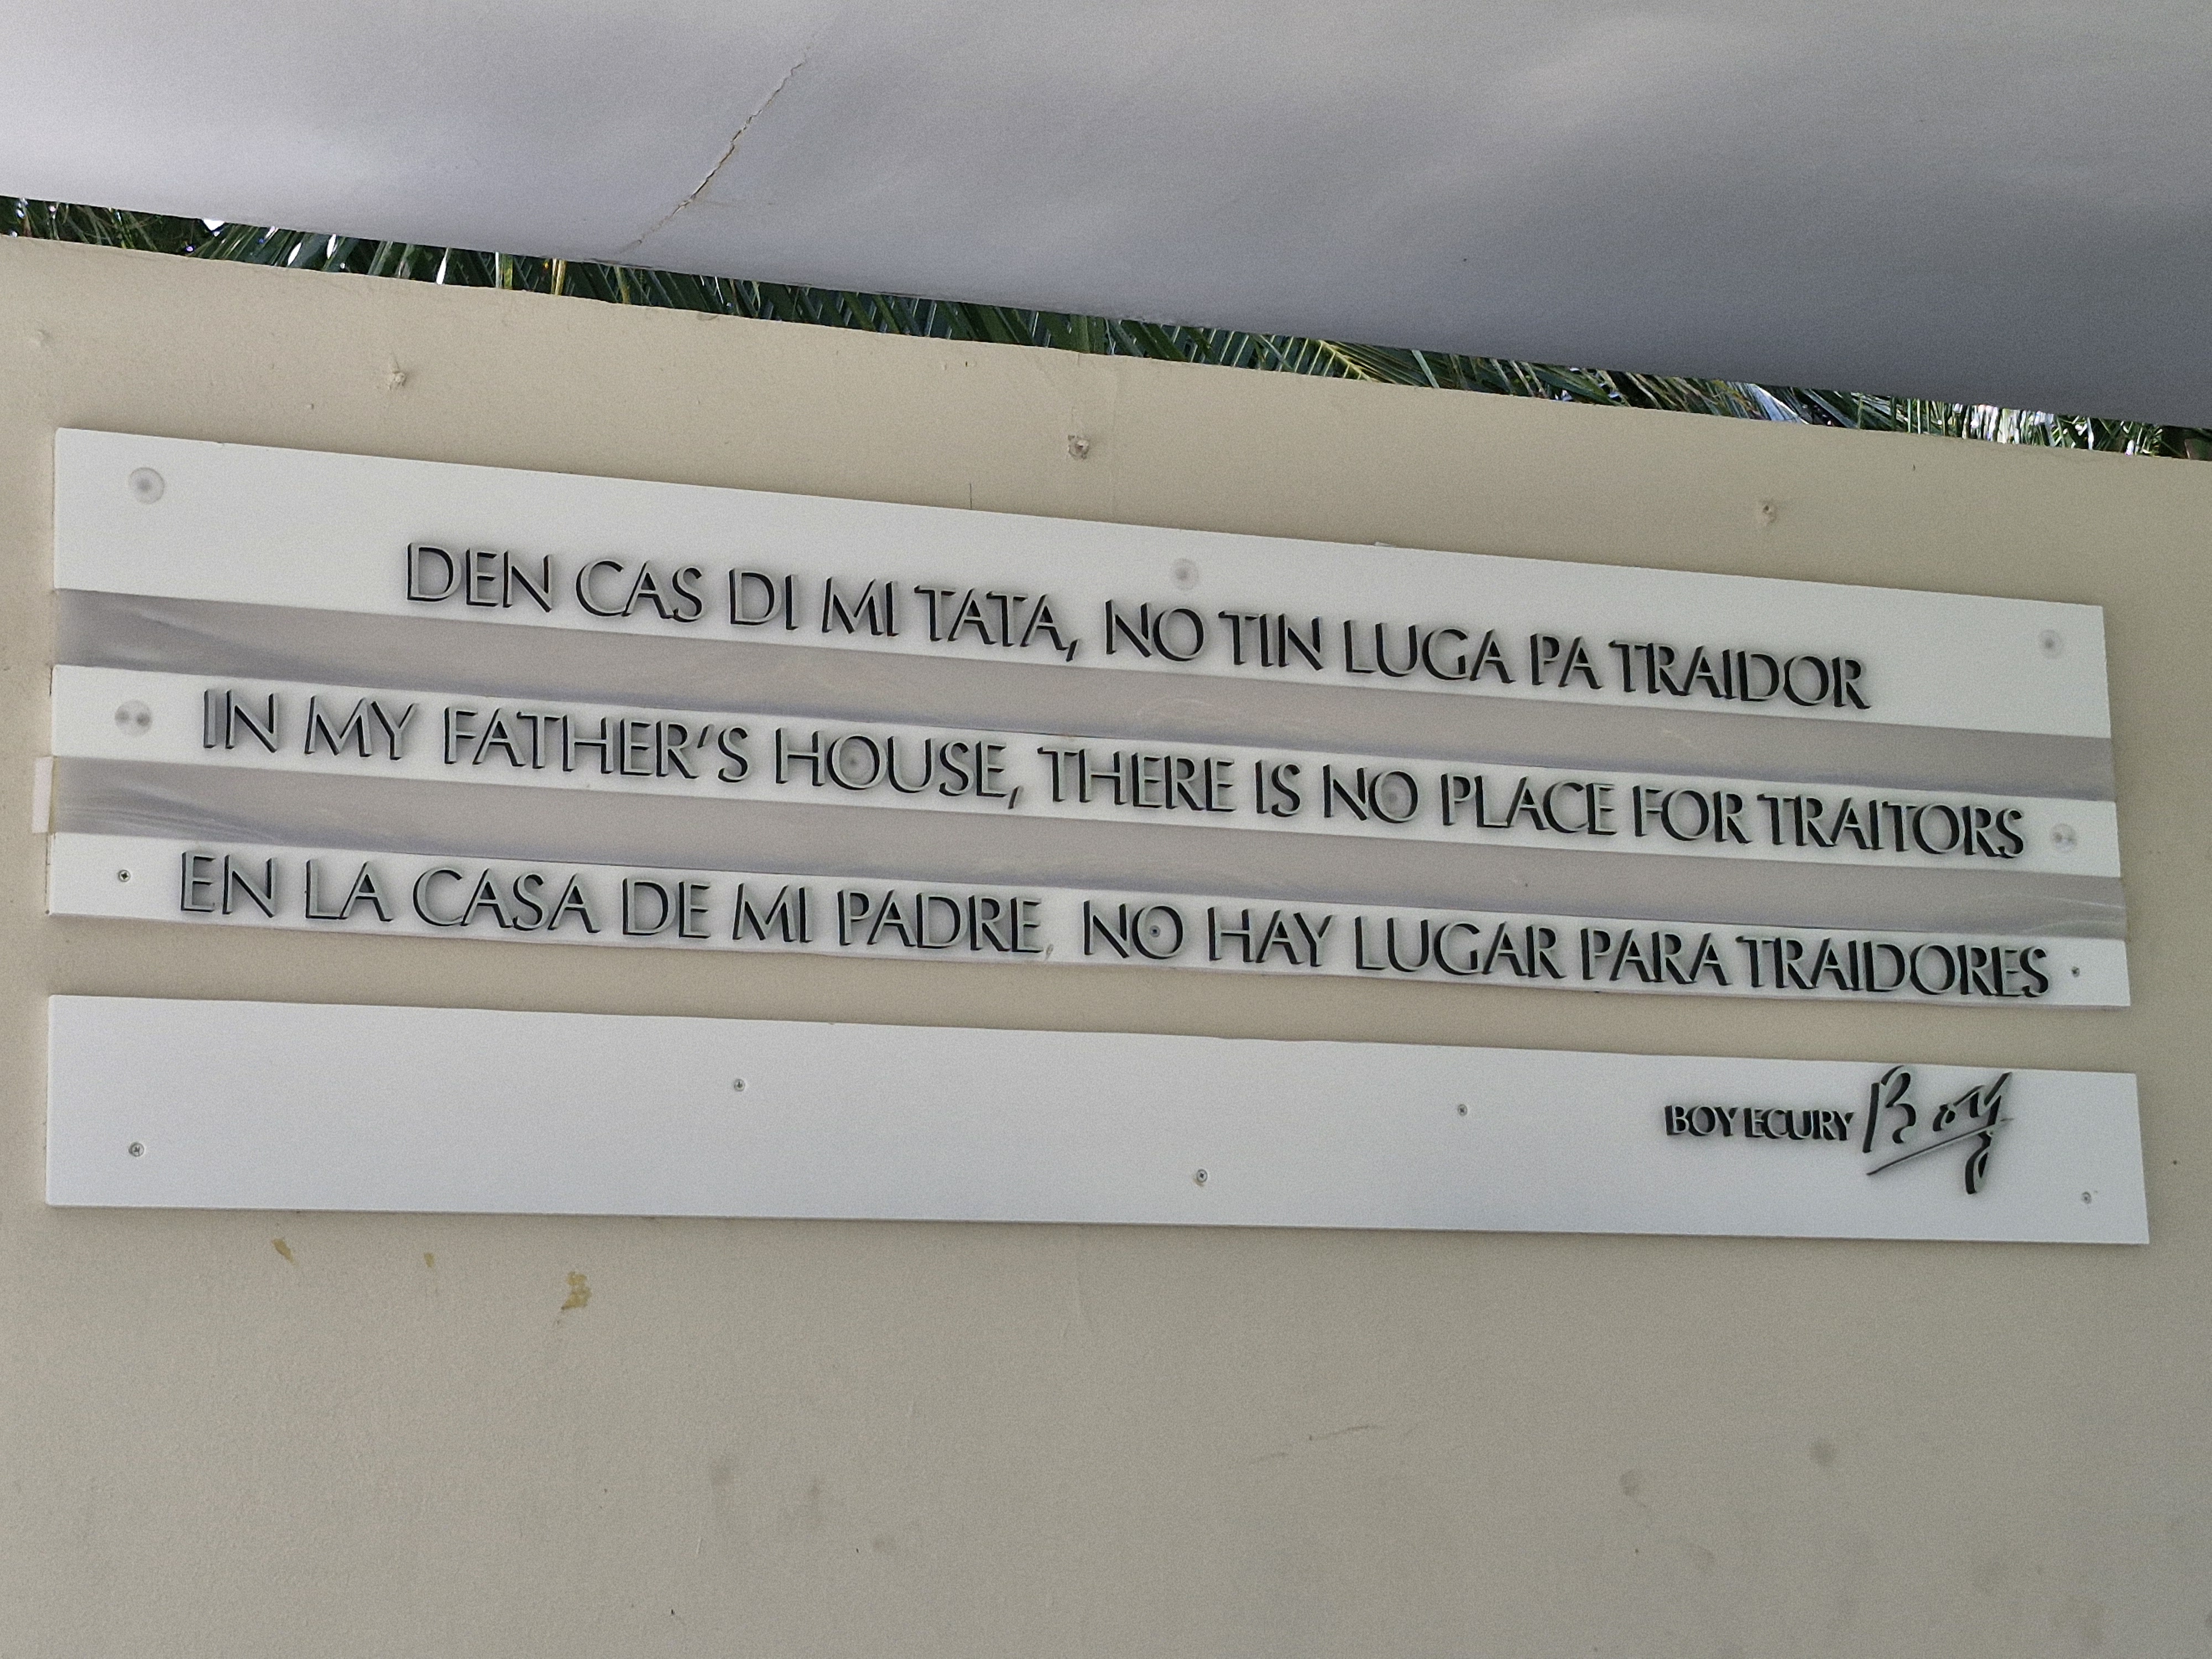 DEN CAS DI MI TATA, NO TIN LUGA PA TRAIDOR
IN MY FATHER'S HOUSE, THERE IS NO PLACE FOR TRAITORS
EN LA CASA DE MI PADRE, NO HAY LUGAR PARA TRAIDORES
BOY ECURY Boy